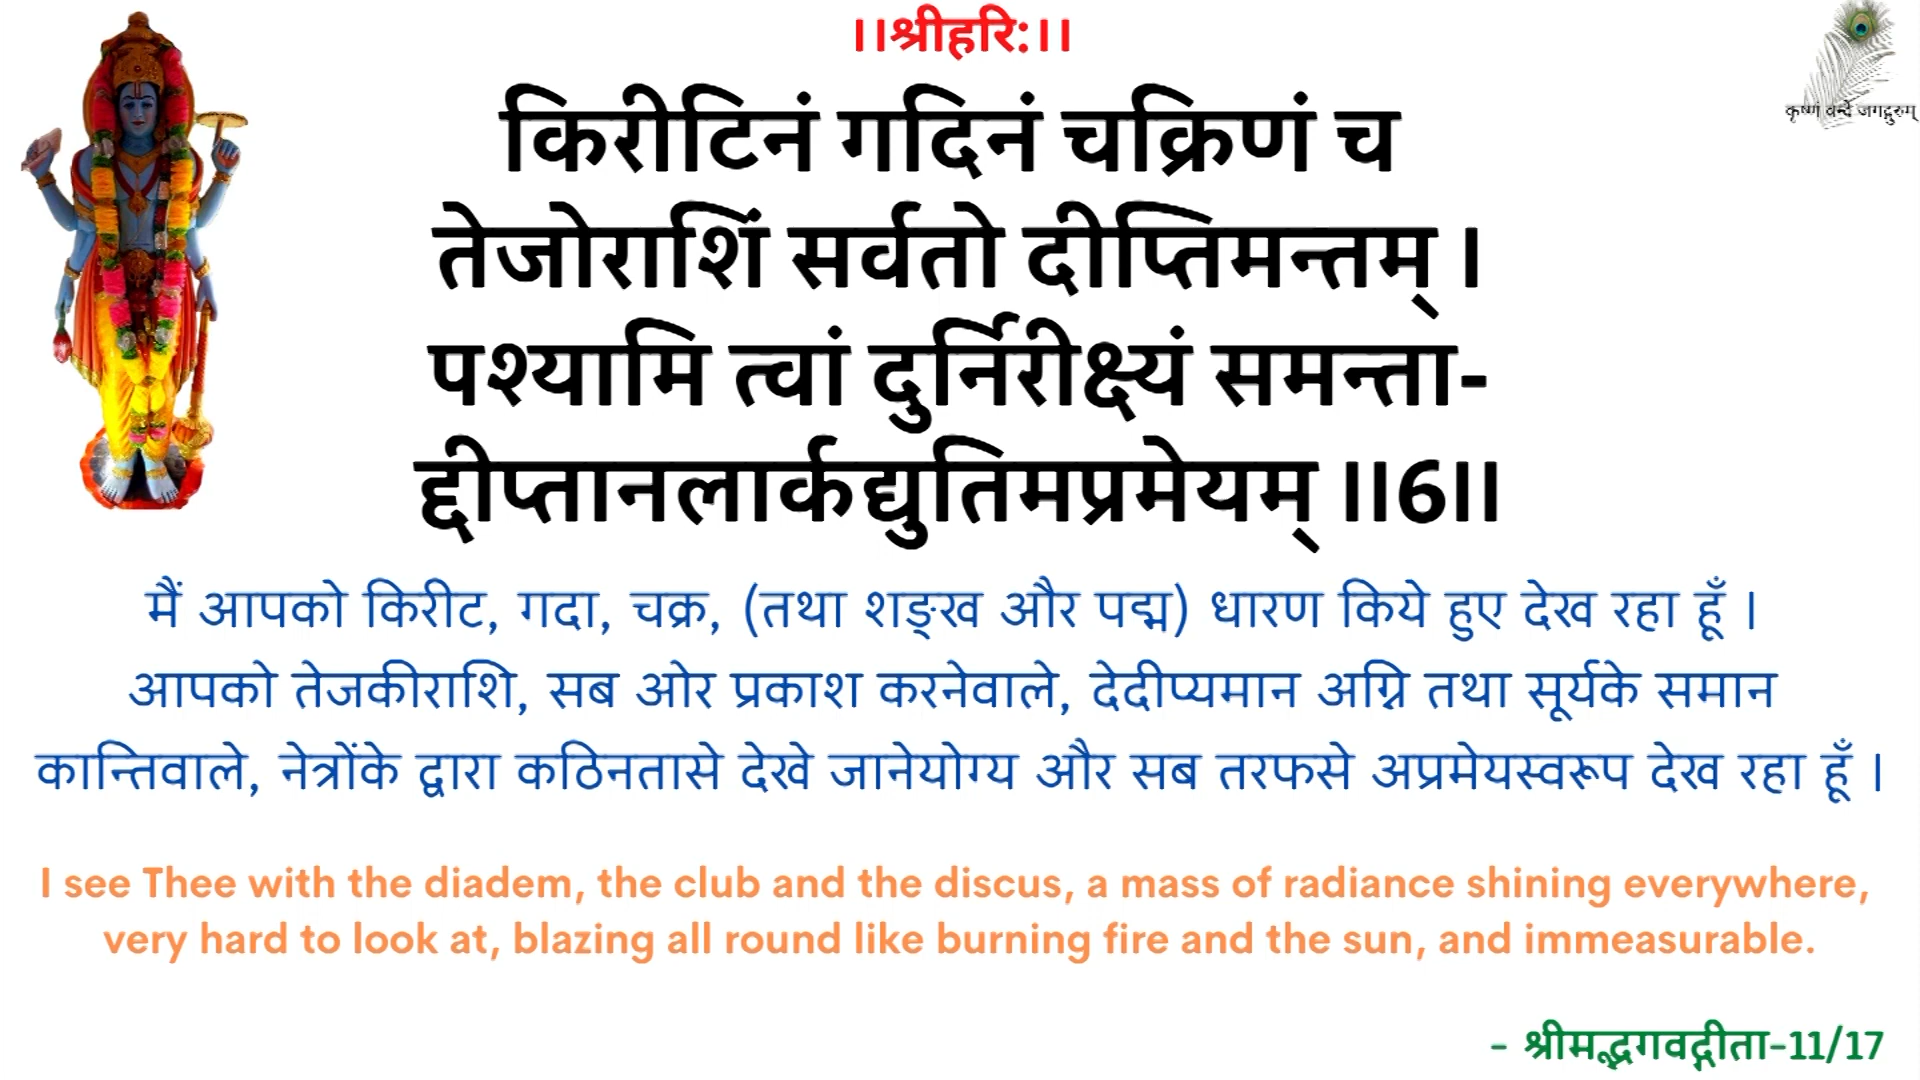 ।।श्रीहरि:।।
कृष्णं वन्दे जगद्गुरुम्
किरीटिनं गदिनं चक्रिणं च
तेजोराशिं सर्वतो दीप्तिमन्तम् ।
पश्यामि त्वां दुर्निरीक्ष्यं समन्ता-
द्दीप्तानलार्कद्युतिमप्रमेयम् ।।6।।
मैं आपको किरीट, गदा, चक्र, (तथा शङ्ख और पद्म) धारण किये हुए देख रहा हूँ ।
आपको तेजकीराशि, सब ओर प्रकाश करनेवाले, देदीप्यमान अग्नि तथा सूर्यके समान
कान्तिवाले, नेत्रोंके द्वारा कठिनतासे देखे जानेयोग्य और सब तरफसे अप्रमेयस्वरूप देख रहा हूँ ।
I see Thee with the diadem, the club and the discus, a mass of radiance shining everywhere,
very hard to look at, blazing all round like burning fire and the sun, and immeasurable.
- श्रीमद्भगवद्गीता-11/17